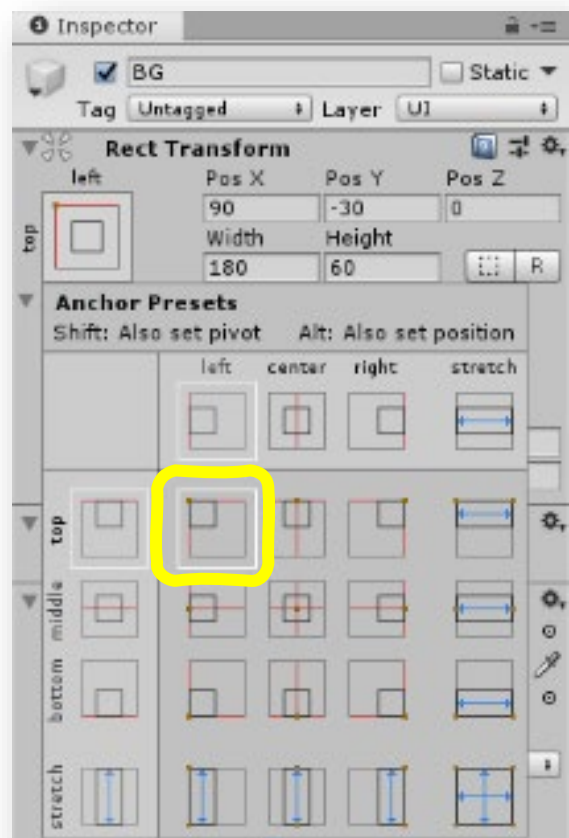 Inspector
BG Static
Tag Untagged Layer UI
Rect Transform
left Pos X Pos Y Pos Z
top 90 -30 0
Width Height
180 60 R
Anchor Presets
Shift: Also set pivot Alt: Also set position
left center right stretch
top
middle
bottom
stretch